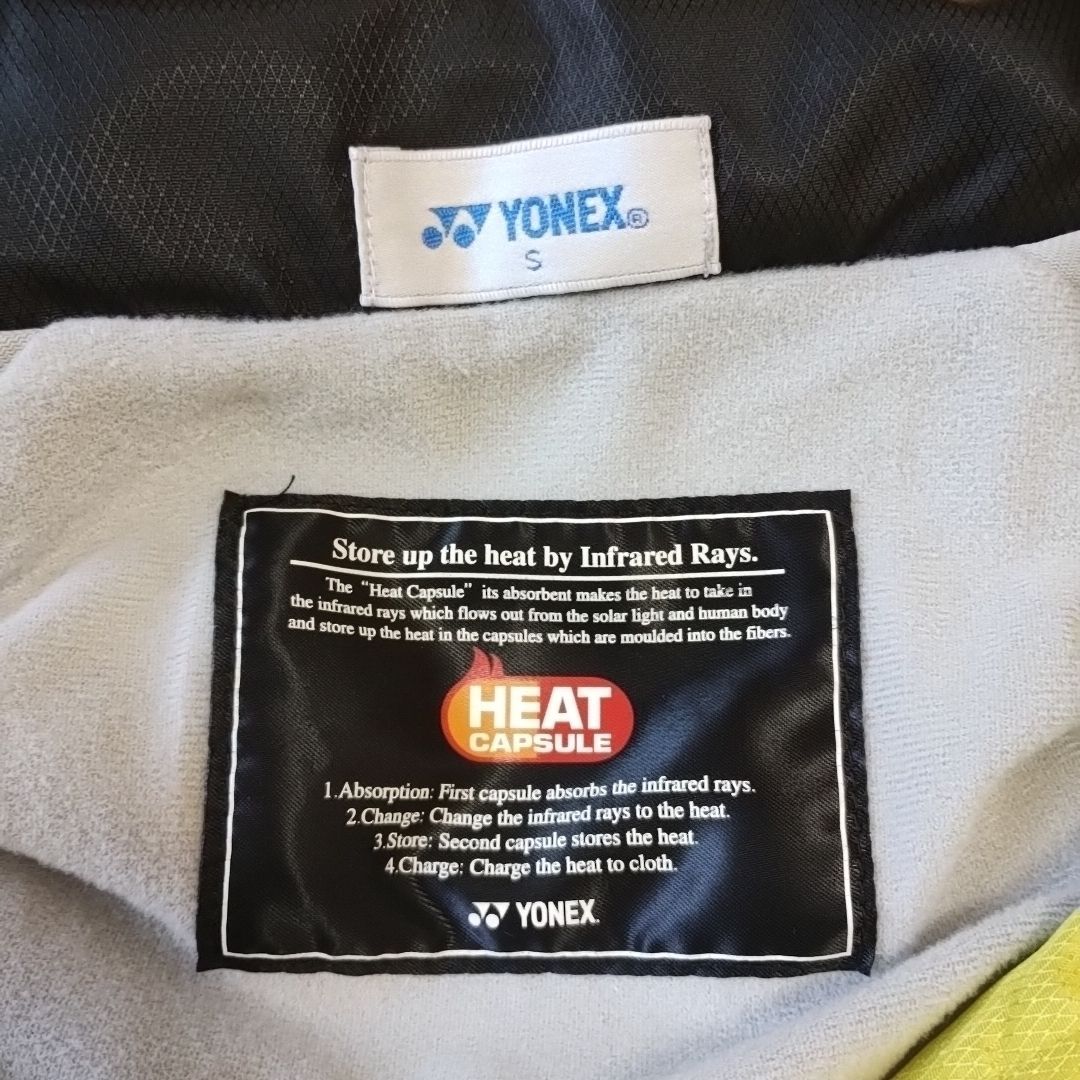 YONEX®
S
Store up the heat by Infrared Rays.
The "Heat Capsule" its absorbent makes the heat to take in
the infrared rays which flows out from the solar light and human body
and store up the heat in the capsules which are moulded into the fibers.
HEAT
CAPSULE
1.Absorption: First capsule absorbs the infrared rays.
2.Change: Change the infrared rays to the heat.
3.Store: Second capsule stores the heat.
4.Charge: Charge the heat to cloth.
YONEX.